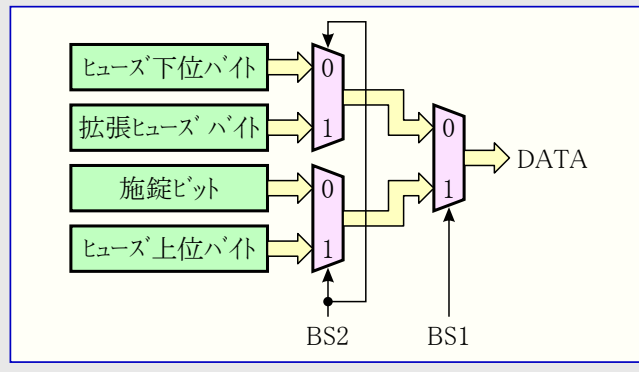 ヒューズ下位バイト
0
拡張ヒューズ バイト
1
0
DATA
1
施錠ビット
0
ヒューズ上位バイト
1
BS2
BS1